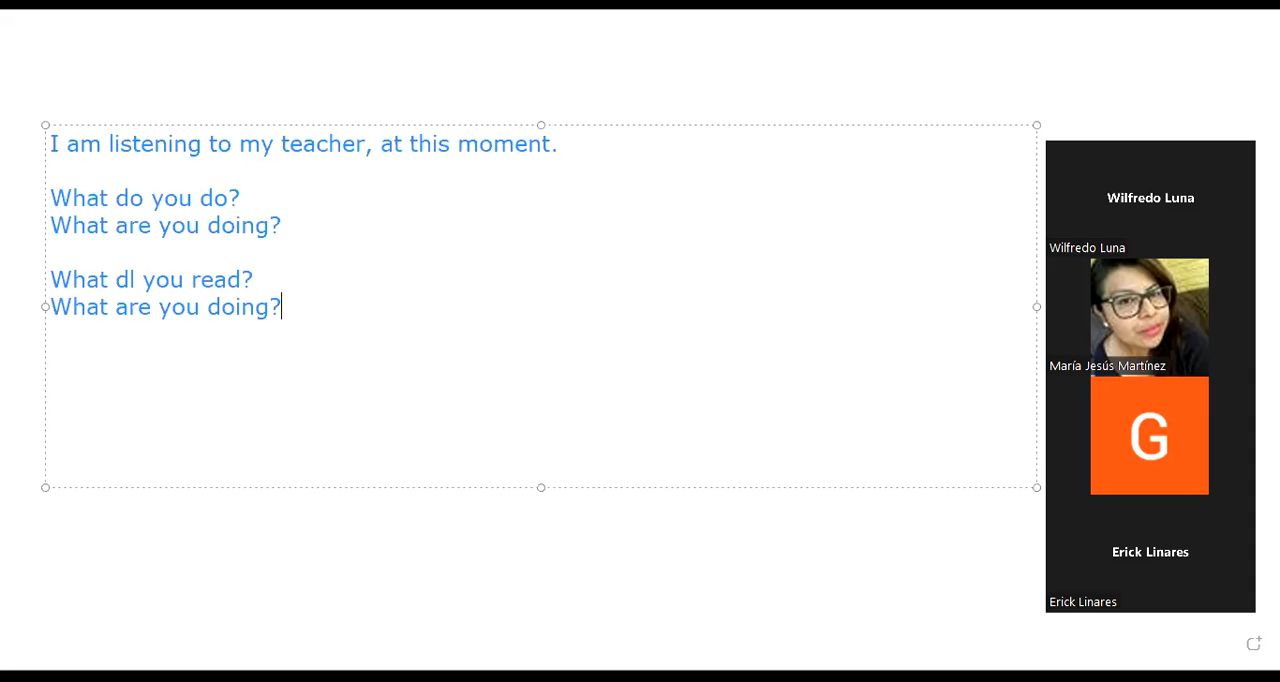 I am listening to my teacher, at this moment.
What do you do?
What are you doing?
What dl you read?
What are you doing?
Wilfredo Luna
Wilfredo Luna
María Jesús Martínez
G
Erick Linares
Erick Linares